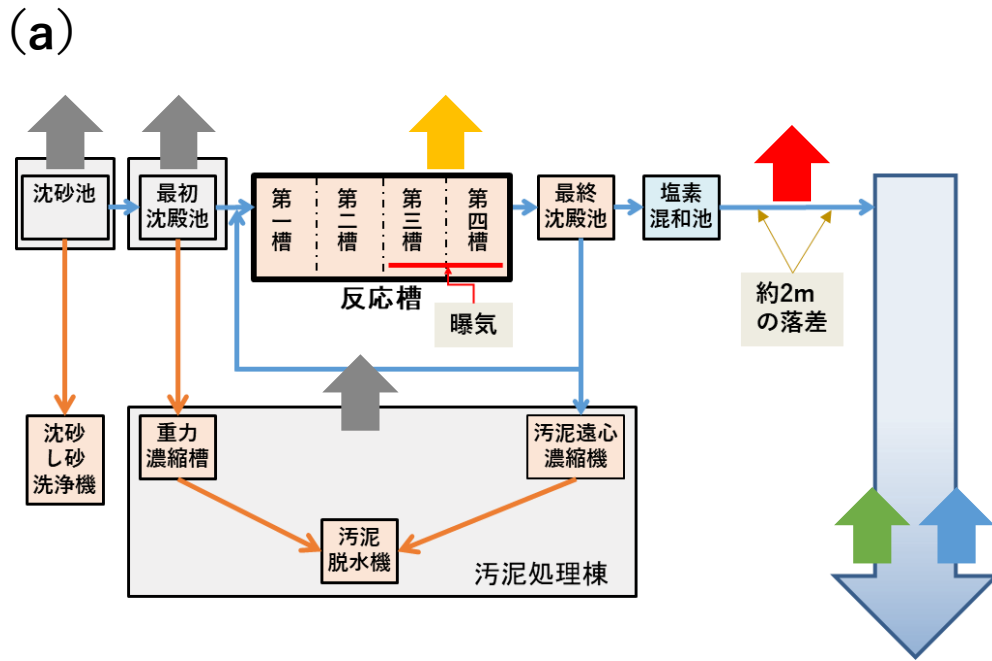 （a）
沈砂池
最初
沈殿池
第一槽
第二槽
第三槽
第四槽
反応槽
曝気
最終
沈殿池
塩素
混和池
約2m
の落差
沈砂
し砂
洗浄機
重力
濃縮槽
汚泥遠心
濃縮機
汚泥
脱水機
汚泥処理棟